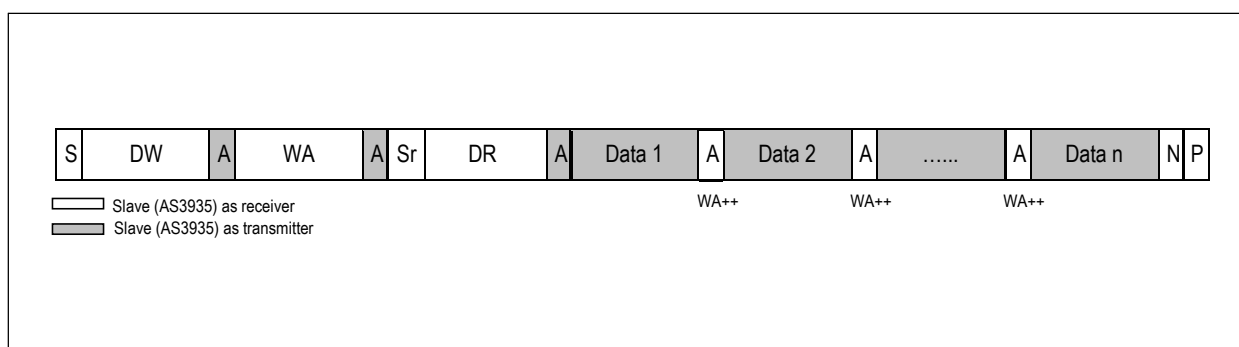 S DW A WA A Sr DR A Data 1 A Data 2 A …... A Data n N P
WA++ WA++ WA++
Slave (AS3935) as receiver
Slave (AS3935) as transmitter